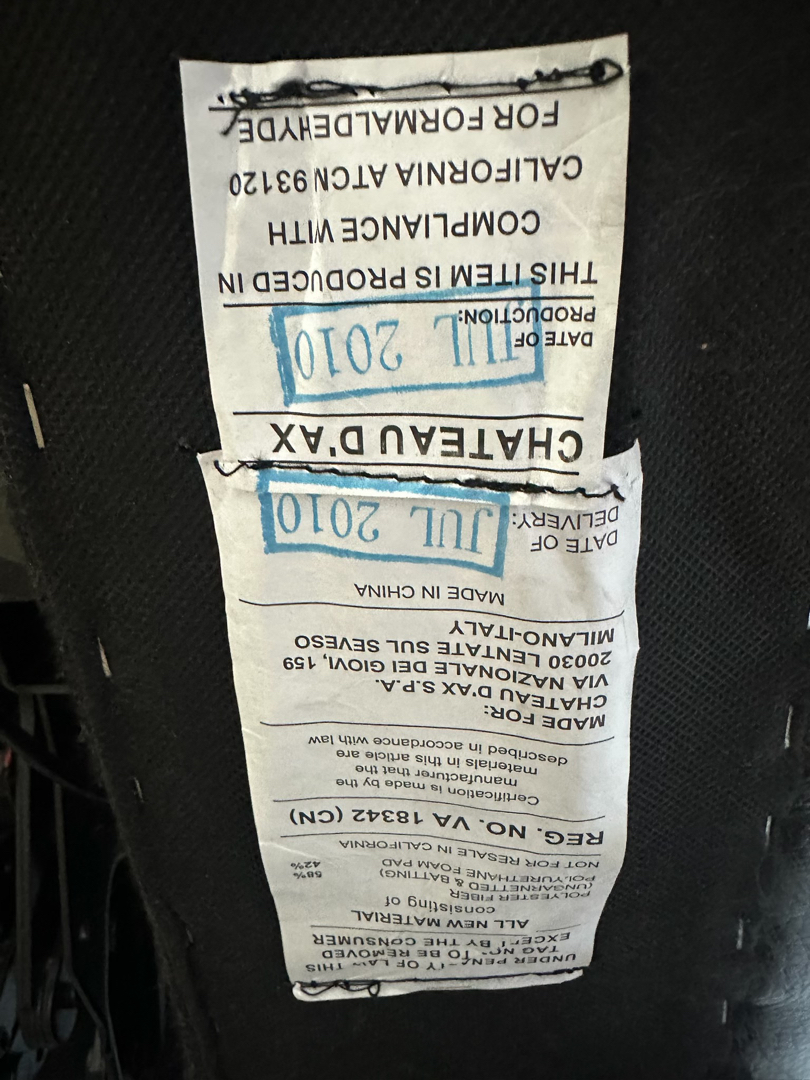 UNDER PENALTY OF LAW THIS
TAG NOT TO BE REMOVED
EXCEPT BY THE CONSUMER
ALL NEW MATERIAL
consisting of
POLYESTER FIBER
(UNGARNETTED & BATTING) 58%
POLYURETHANE FOAM PAD 42%
NOT FOR RESALE IN CALIFORNIA
REG. NO. VA 18342 (CN)
Certification is made by the
manufacturer that the
materials in this article are
described in accordance with law
MADE FOR:
CHATEAU D'AX S.P.A.
VIA NAZIONALE DEI GIOVI, 159
20030 LENTATE SUL SEVESO
MILANO-ITALY
MADE IN CHINA
DATE OF
DELIVERY: JUL 2010
CHATEAU D'AX
DATE OF
PRODUCTION: JUL 2010
THIS ITEM IS PRODUCED IN
COMPLIANCE WITH
CALIFORNIA ATCM 93120
FOR FORMALDEHYDE